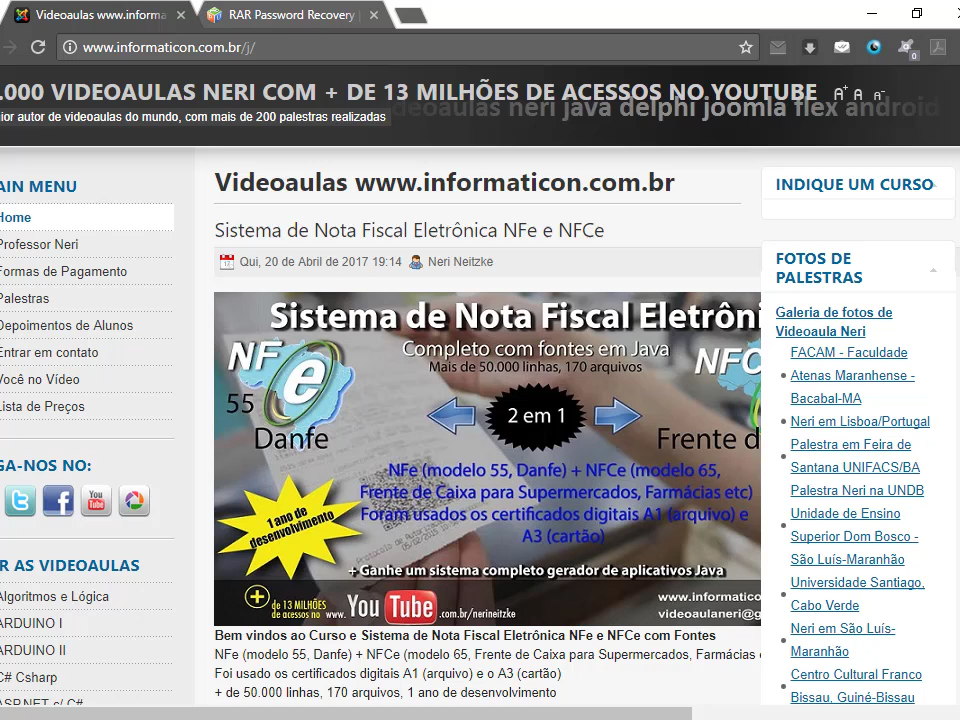 Videoaulas www.informa
RAR Password Recovery
www.informaticon.com.br/j/
0
.000 VIDEOAULAS NERI COM + DE 13 MILHÕES DE ACESSOS NO YOUTUBE
A+ A A-
videoaulas neri java delphi joomla flex android
ior autor de videoaulas do mundo, com mais de 200 palestras realizadas
AIN MENU
Home
Professor Neri
Formas de Pagamento
Palestras
Depoimentos de Alunos
Entrar em contato
Você no Vídeo
Lista de Preços
GA-NOS NO:
You
Tube
R AS VIDEOAULAS
Algoritmos e Lógica
ARDUINO I
ARDUINO II
C# Csharp
ASP.NET c/ C#
Videoaulas www.informaticon.com.br
Sistema de Nota Fiscal Eletrônica NFe e NFCe
Qui, 20 de Abril de 2017 19:14
Neri Neitzke
Sistema de Nota Fiscal Eletrôni
Completo com fontes em Java
Mais de 50.000 linhas, 170 arquivos
NF e
NFC
55
2 em 1
Danfe
Frente d
NFe (modelo 55, Danfe) + NFCe (modelo 65,
Frente de Caixa para Supermercados, Farmácias etc)
Foram usados os certificados digitais A1 (arquivo) e
A3 (cartão)
1 ano de
desenvolvimento
+ Ganhe um sistema completo gerador de aplicativos Java
+ de 13 MILHÕES
de acessos no www. YouTube .com.br/nerineitzke
www.informatico
videoaulaneri@g
Bem vindos ao Curso e Sistema de Nota Fiscal Eletrônica NFe e NFCe com Fontes
NFe (modelo 55, Danfe) + NFCe (modelo 65, Frente de Caixa para Supermercados, Farmácias e
Foi usado os certificados digitais A1 (arquivo) e o A3 (cartão)
+ de 50.000 linhas, 170 arquivos, 1 ano de desenvolvimento
INDIQUE UM CURSO
FOTOS DE
PALESTRAS
Galeria de fotos de
Videoaula Neri
FACAM - Faculdade
Atenas Maranhense -
Bacabal-MA
Neri em Lisboa/Portugal
Palestra em Feira de
Santana UNIFACS/BA
Palestra Neri na UNDB
Unidade de Ensino
Superior Dom Bosco -
São Luís-Maranhão
Universidade Santiago,
Cabo Verde
Neri em São Luís-
Maranhão
Centro Cultural Franco
Bissau, Guiné-Bissau